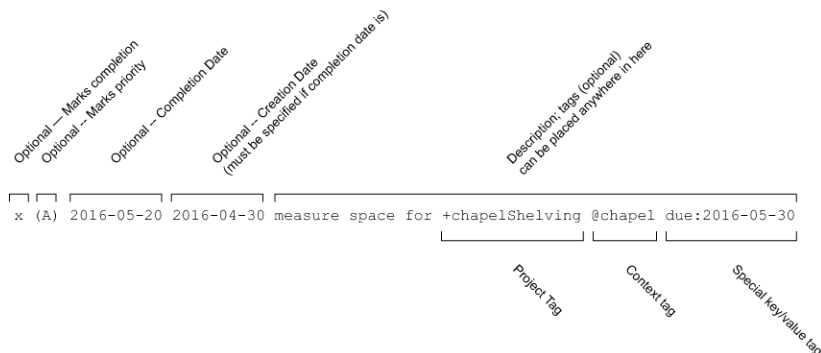 Optional — Marks completion
Optional -- Marks priority
Optional -- Completion Date
Optional -- Creation Date
(must be specified if completion date is)
Description; tags (optional)
can be placed anywhere in here
x (A) 2016-05-20 2016-04-30 measure space for +chapelShelving @chapel due:2016-05-30
Project Tag
Context tag
Special key/value tag